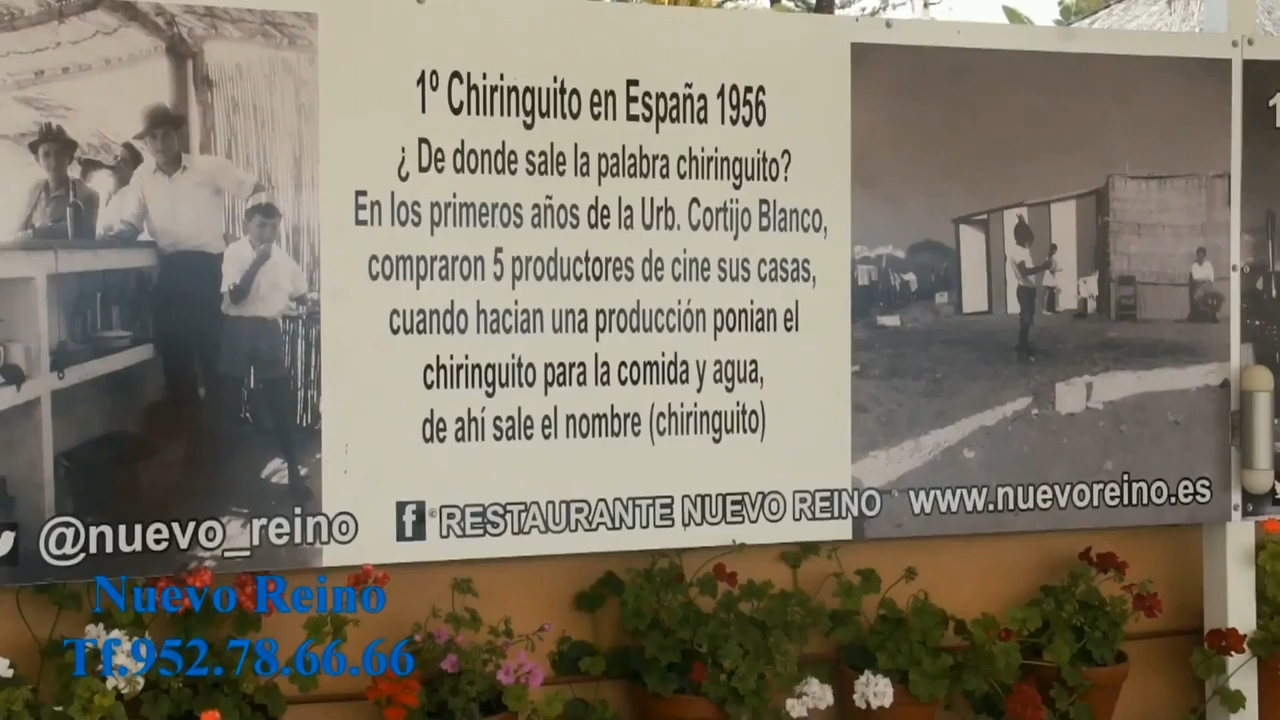 1º Chiringuito en España 1956
¿ De donde sale la palabra chiringuito?
En los primeros años de la Urb. Cortijo Blanco,
compraron 5 productores de cine sus casas,
cuando hacian una producción ponian el
chiringuito para la comida y agua,
de ahí sale el nombre (chiringuito)
@nuevo_reino
f RESTAURANTE NUEVO REINO
www.nuevoreino.es
Nuevo Reino
Tf.952.78.66.66